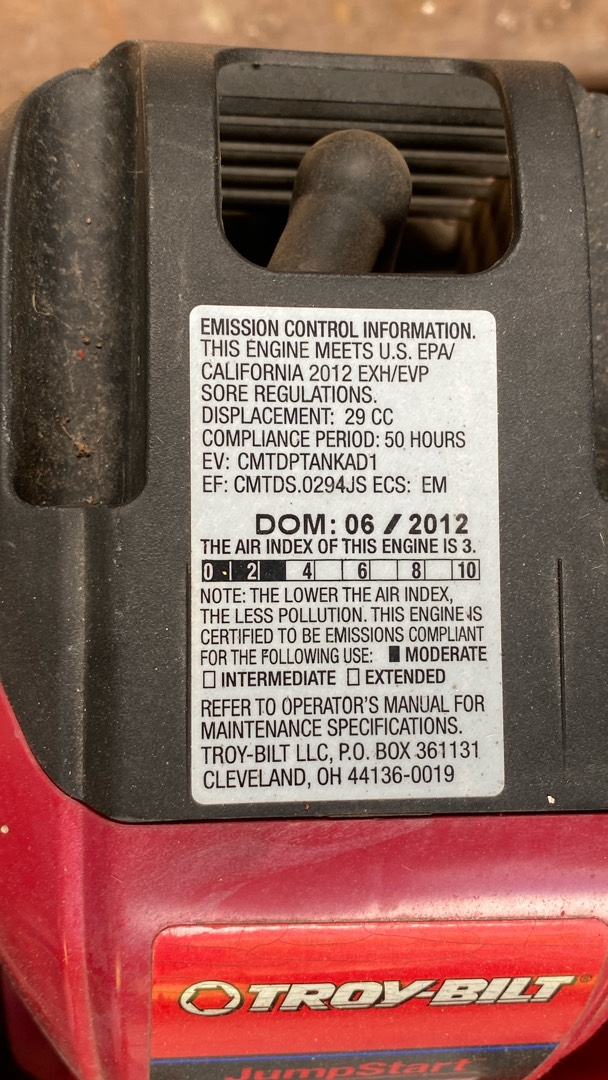 EMISSION CONTROL INFORMATION.
THIS ENGINE MEETS U.S. EPA/
CALIFORNIA 2012 EXH/EVP
SORE REGULATIONS.
DISPLACEMENT: 29 CC
COMPLIANCE PERIOD: 50 HOURS
EV: CMTDPTANKAD1
EF: CMTDS.0294JS ECS: EM
DOM: 06 / 2012
THE AIR INDEX OF THIS ENGINE IS 3.
0 2 4 6 8 10
NOTE: THE LOWER THE AIR INDEX,
THE LESS POLLUTION. THIS ENGINE IS
CERTIFIED TO BE EMISSIONS COMPLIANT
FOR THE FOLLOWING USE: ■ MODERATE
□ INTERMEDIATE □ EXTENDED
REFER TO OPERATOR'S MANUAL FOR
MAINTENANCE SPECIFICATIONS.
TROY-BILT LLC, P.O. BOX 361131
CLEVELAND, OH 44136-0019
TROY-BILT®
JumpStart